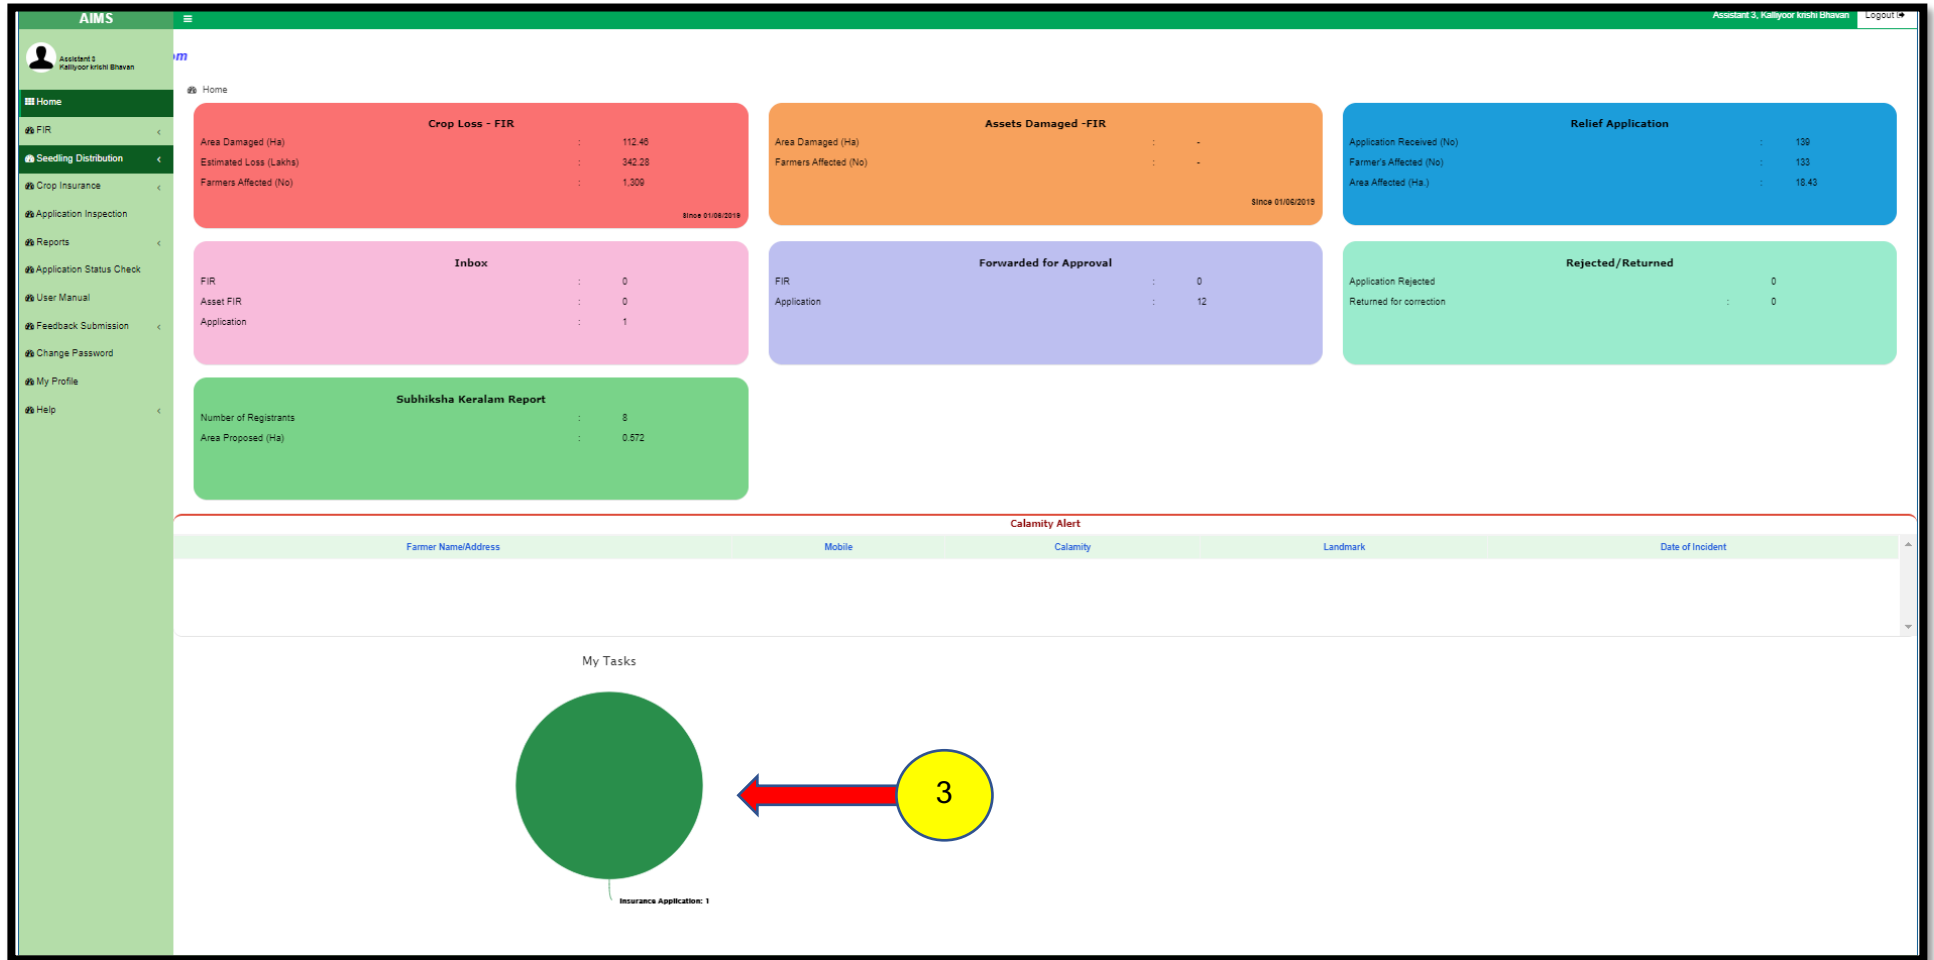 AIMS
Assistant 3, Kalliyoor krishi Bhavan
Logout
Assistant 3
Kalliyoor krishi Bhavan
om
Home
FIR
Seedling Distribution
Crop Insurance
Application Inspection
Reports
Application Status Check
User Manual
Feedback Submission
Change Password
My Profile
Help
Home
Crop Loss - FIR
Area Damaged (Ha) : 112.46
Estimated Loss (Lakhs) : 342.28
Farmers Affected (No) : 1,309
Since 01/06/2019
Assets Damaged -FIR
Area Damaged (Ha) : -
Farmers Affected (No) : -
Since 01/06/2019
Relief Application
Application Received (No) : 139
Farmer's Affected (No) : 133
Area Affected (Ha.) : 18.43
Inbox
FIR : 0
Asset FIR : 0
Application : 1
Forwarded for Approval
FIR : 0
Application : 12
Rejected/Returned
Application Rejected 0
Returned for correction : 0
Subhiksha Keralam Report
Number of Registrants : 8
Area Proposed (Ha) : 0.572
Calamity Alert
Farmer Name/Address Mobile Calamity Landmark Date of Incident
My Tasks
3
Insurance Application: 1